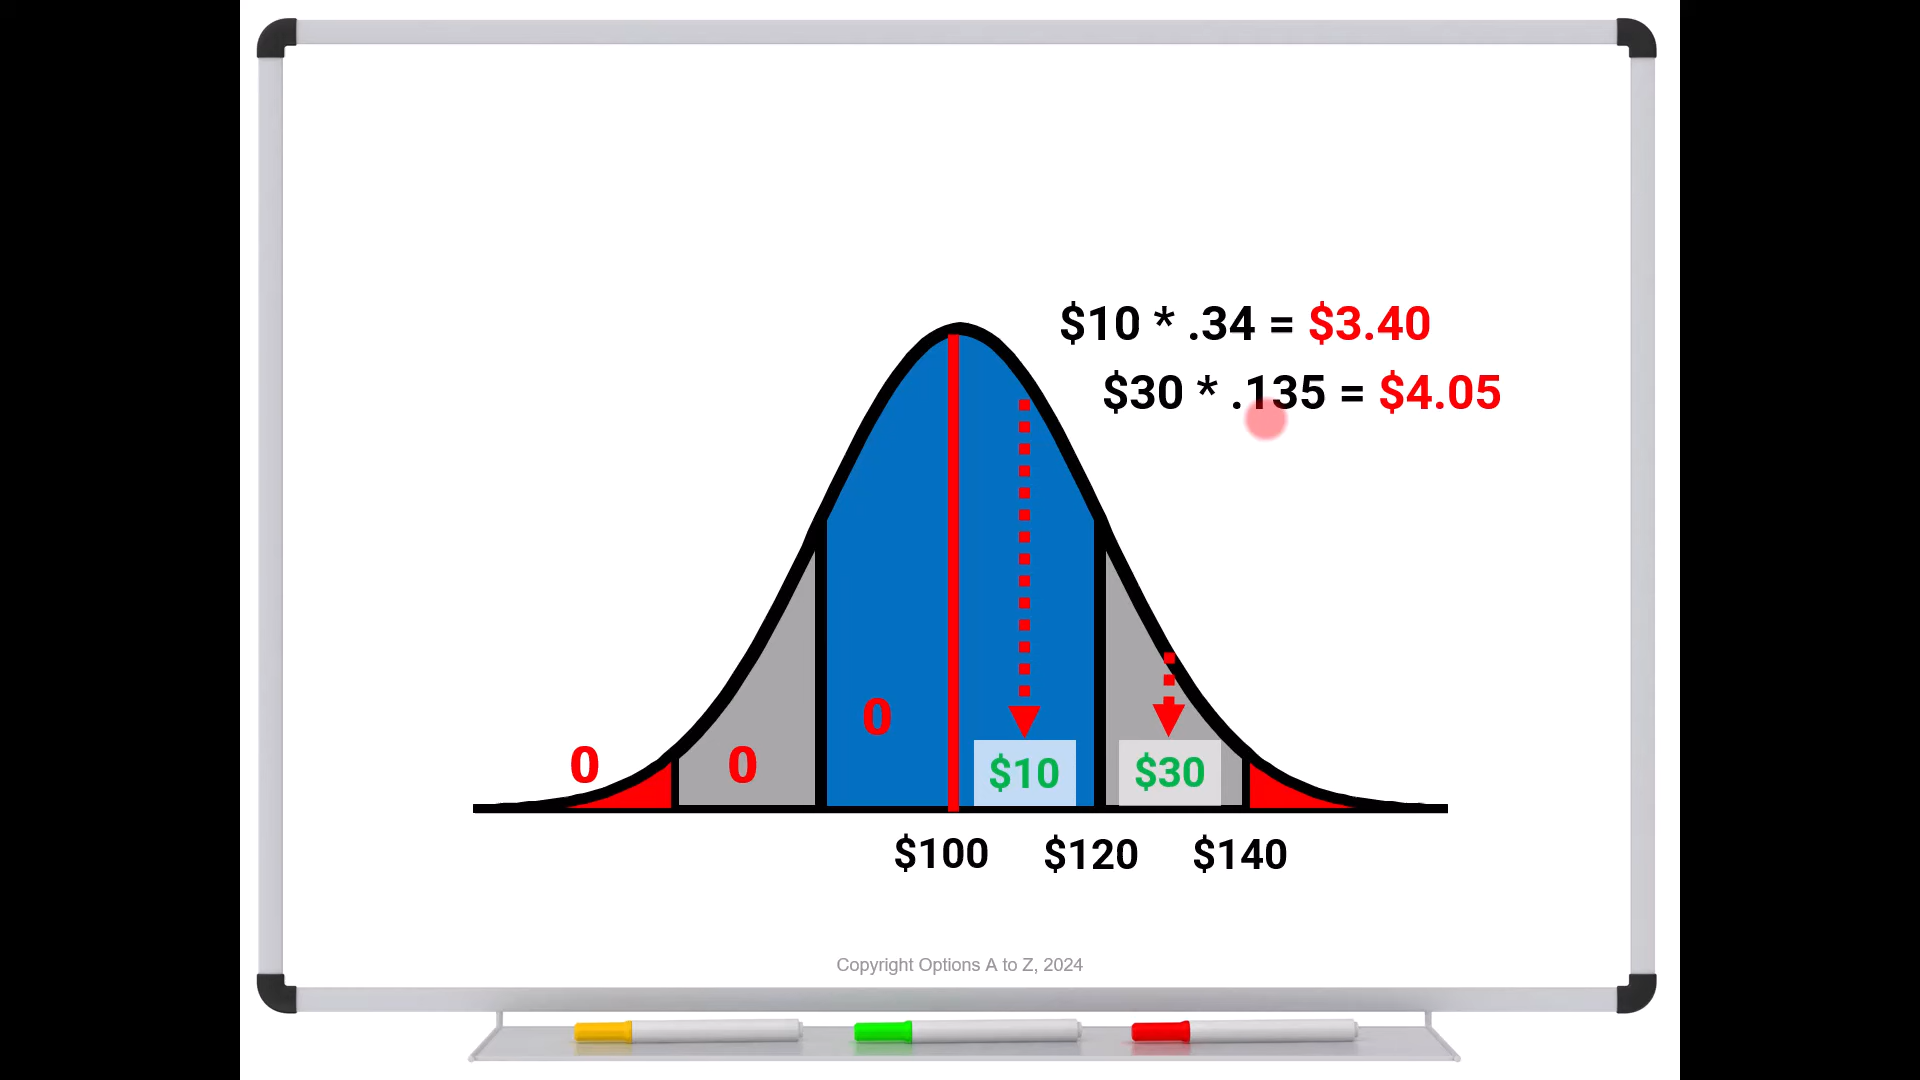 $10 * .34 = $3.40
$30 * .135 = $4.05
0
0
0
$10
$30
$100 $120 $140
Copyright Options A to Z, 2024